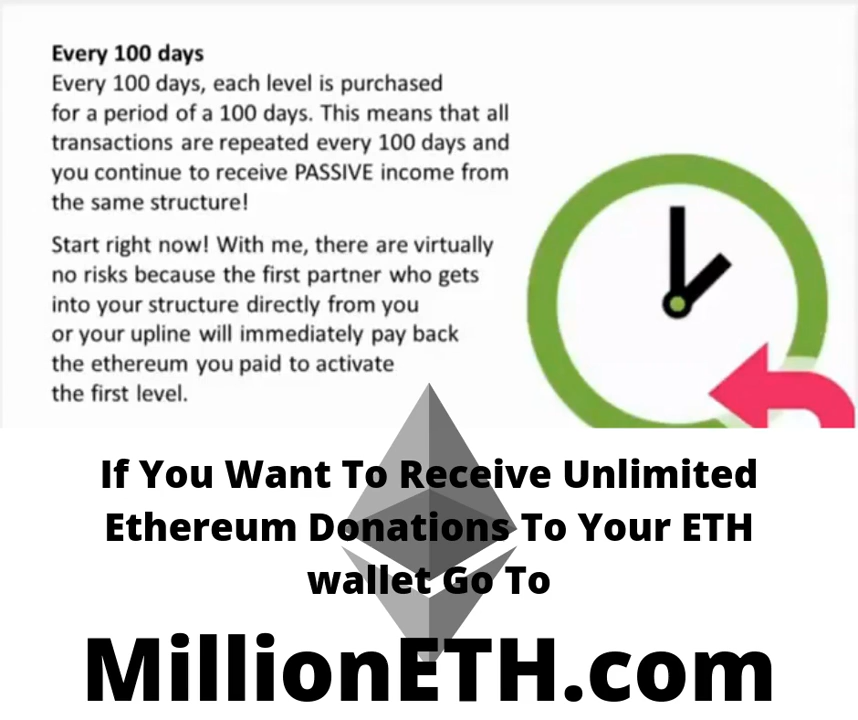 Every 100 days
Every 100 days, each level is purchased
for a period of a 100 days. This means that all
transactions are repeated every 100 days and
you continue to receive PASSIVE income from
the same structure!
Start right now! With me, there are virtually
no risks because the first partner who gets
into your structure directly from you
or your upline will immediately pay back
the ethereum you paid to activate
the first level.
If You Want To Receive Unlimited
Ethereum Donations To Your ETH
wallet Go To
MillionETH.com